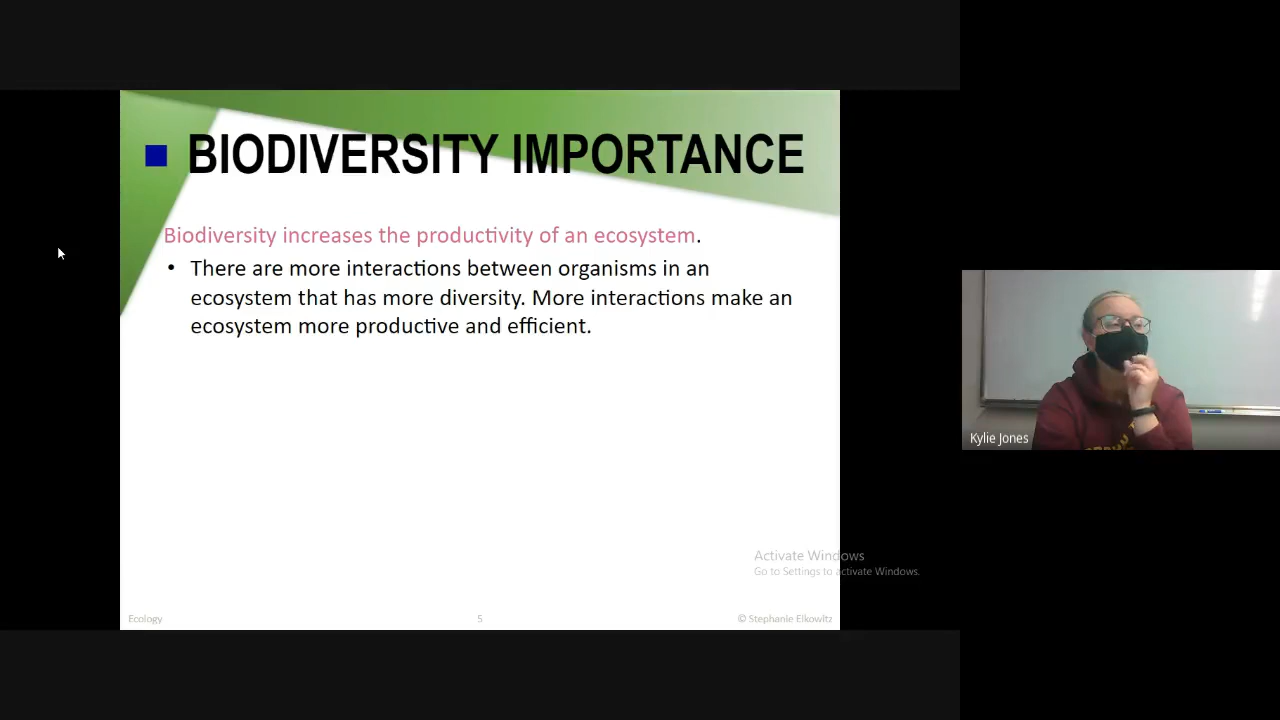 BIODIVERSITY IMPORTANCE
Biodiversity increases the productivity of an ecosystem.
• There are more interactions between organisms in an
ecosystem that has more diversity. More interactions make an
ecosystem more productive and efficient.
Kylie Jones
Activate Windows
Go to Settings to activate Windows.
Ecology
5
© Stephanie Elkowitz